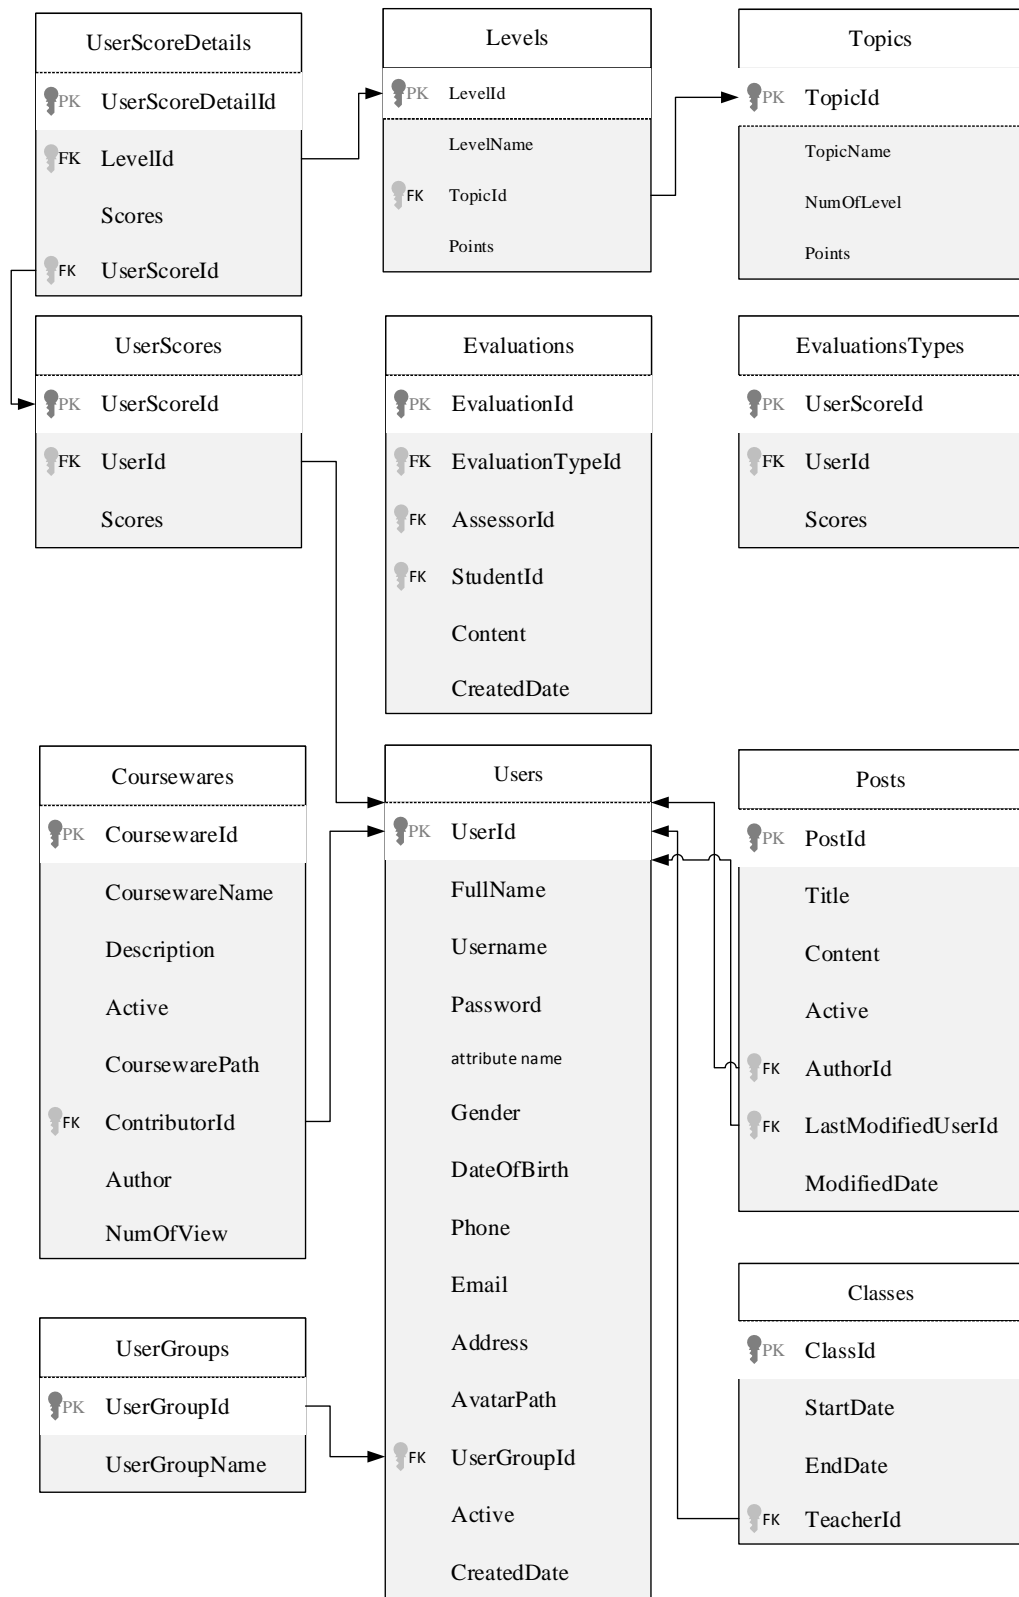 UserScoreDetails
PK UserScoreDetailId
FK LevelId
Scores
FK UserScoreId
Levels
PK LevelId
LevelName
FK TopicId
Points
Topics
PK TopicId
TopicName
NumOfLevel
Points
UserScores
PK UserScoreId
FK UserId
Scores
Evaluations
PK EvaluationId
FK EvaluationTypeId
FK AssessorId
FK StudentId
Content
CreatedDate
EvaluationsTypes
PK UserScoreId
FK UserId
Scores
Coursewares
PK CoursewareId
CoursewareName
Description
Active
CoursewarePath
FK ContributorId
Author
NumOfView
Users
PK UserId
FullName
Username
Password
attribute name
Gender
DateOfBirth
Phone
Email
Address
AvatarPath
FK UserGroupId
Active
CreatedDate
Posts
PK PostId
Title
Content
Active
FK AuthorId
FK LastModifiedUserId
ModifiedDate
UserGroups
PK UserGroupId
UserGroupName
Classes
PK ClassId
StartDate
EndDate
FK TeacherId